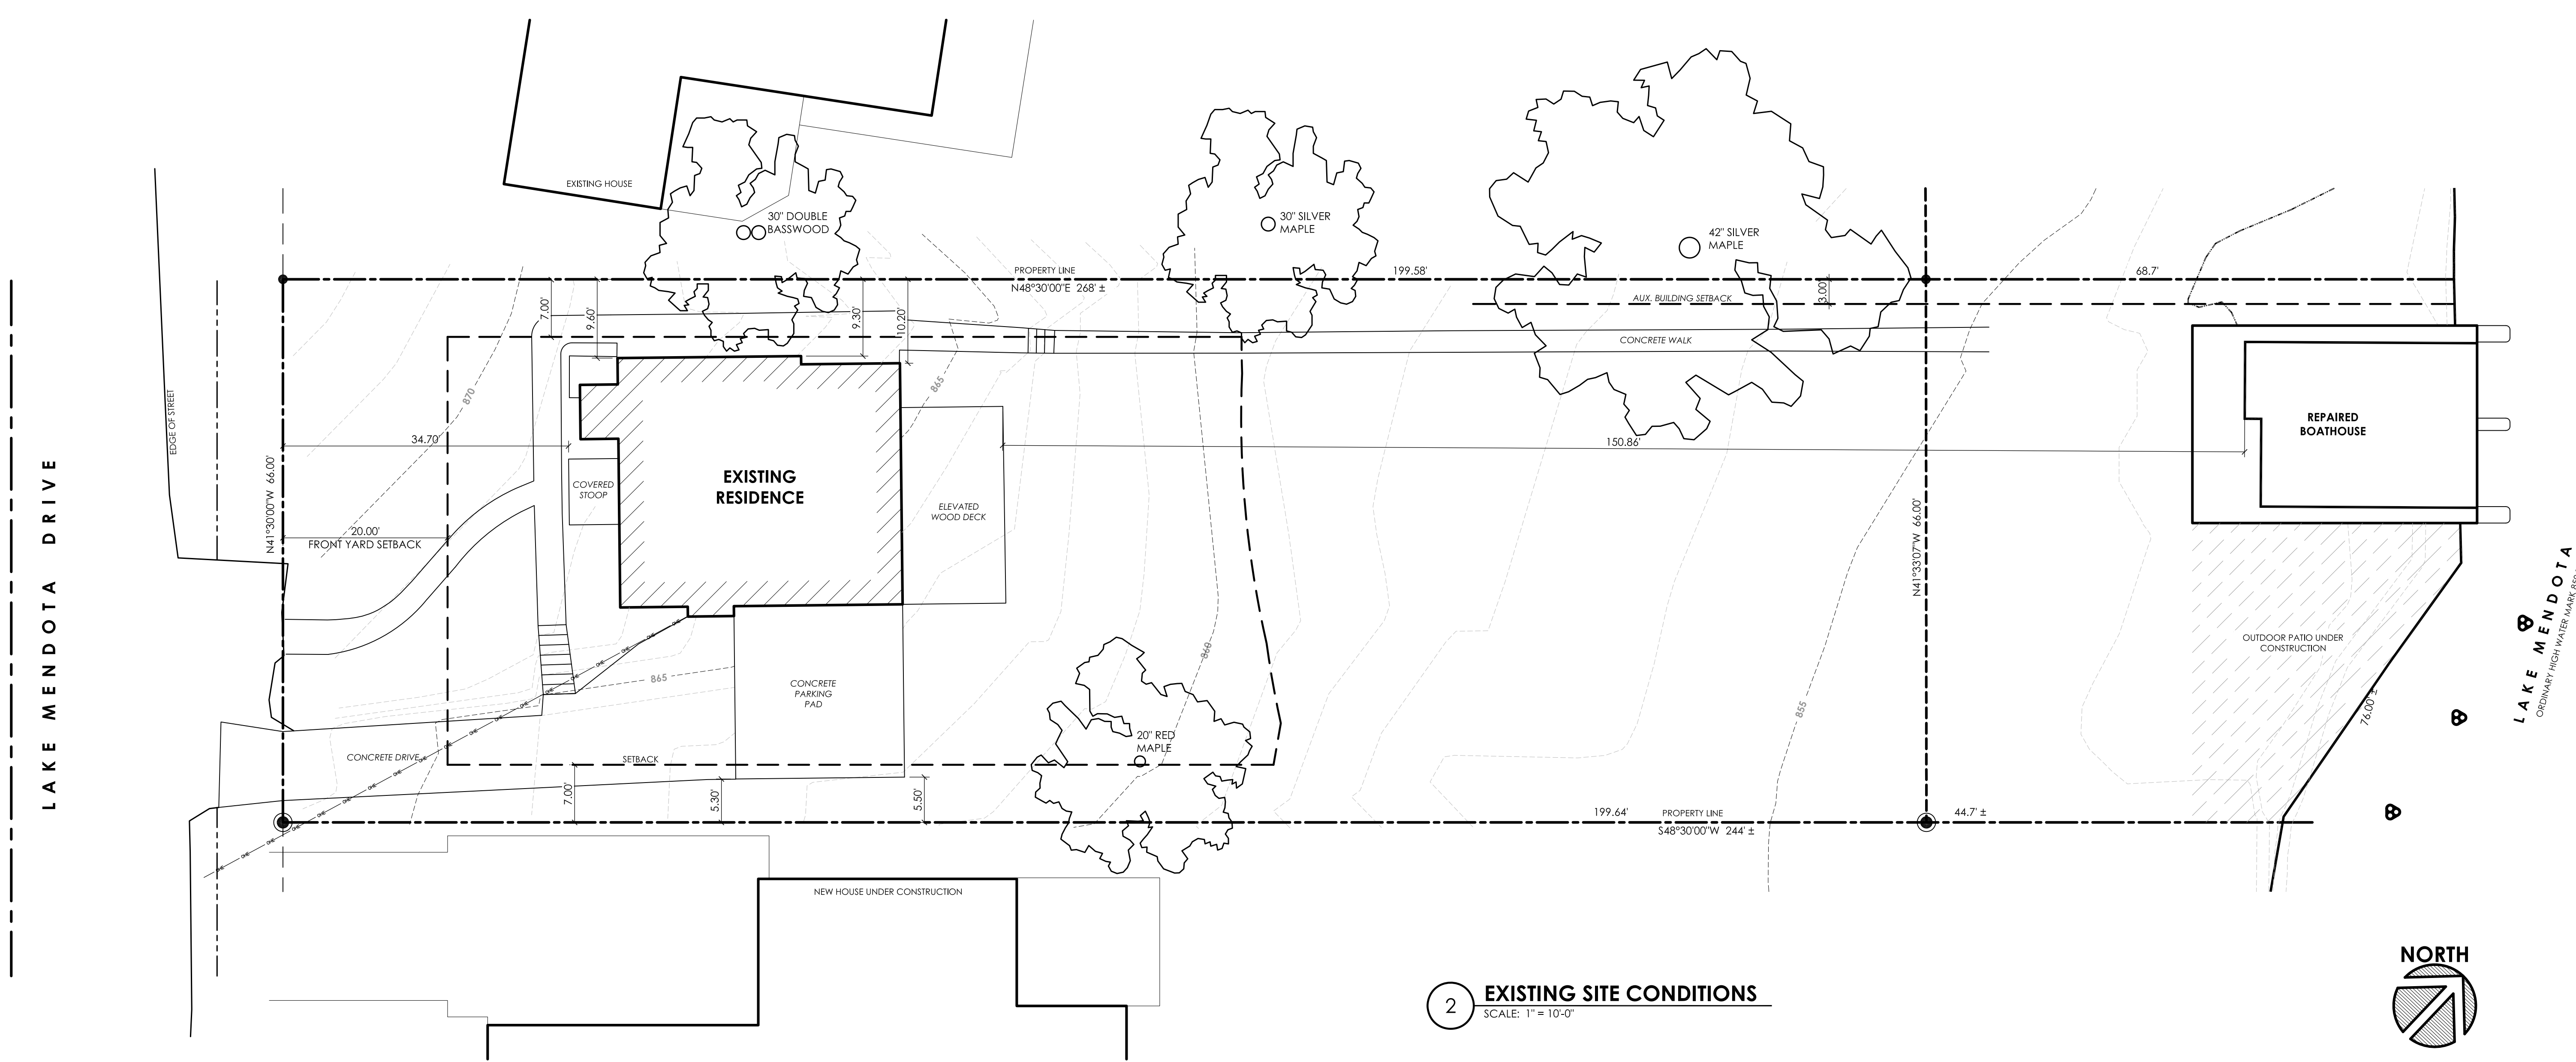 LAKE MENDOTA DRIVE
EDGE OF STREET
N41°30'00"W 66.00'
EXISTING HOUSE
30" DOUBLE
BASSWOOD
30" SILVER
MAPLE
42" SILVER
MAPLE
PROPERTY LINE
N48°30'00"E 268' ±
199.58'
68.7'
AUX. BUILDING SETBACK
3.00'
7.00'
9.60'
9.30'
10.20'
CONCRETE WALK
870
865
34.70'
150.86'
REPAIRED
BOATHOUSE
COVERED
STOOP
EXISTING
RESIDENCE
ELEVATED
WOOD DECK
20.00'
FRONT YARD SETBACK
N41°33'07"W 66.00'
865
860
855
CONCRETE
PARKING
PAD
OUTDOOR PATIO UNDER
CONSTRUCTION
76.00' ±
LAKE MENDOTA
ORDINARY HIGH WATER MARK
CONCRETE DRIVE
SETBACK
20" RED
MAPLE
7.00'
5.30'
5.50'
199.64'
PROPERTY LINE
S48°30'00"W 244' ±
44.7' ±
NEW HOUSE UNDER CONSTRUCTION
2
EXISTING SITE CONDITIONS
SCALE: 1" = 10'-0"
NORTH